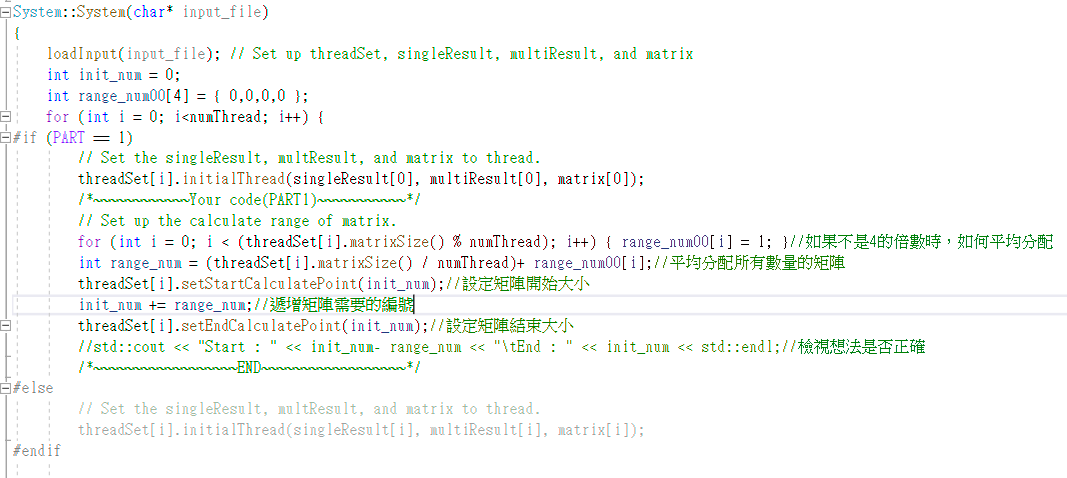 System::System(char* input_file)
{
loadInput(input_file); // Set up threadSet, singleResult, multiResult, and matrix
int init_num = 0;
int range_num00[4] = { 0,0,0,0 };
for (int i = 0; i<numThread; i++) {
#if (PART == 1)
// Set the singleResult, multResult, and matrix to thread.
threadSet[i].initialThread(singleResult[0], multiResult[0], matrix[0]);
/*~~~~~~~~~~~~Your code(PART1)~~~~~~~~~~~*/
// Set up the calculate range of matrix.
for (int i = 0; i < (threadSet[i].matrixSize() % numThread); i++) { range_num00[i] = 1; }//如果不是4的倍數時，如何平均分配
int range_num = (threadSet[i].matrixSize() / numThread)+ range_num00[i];//平均分配所有數量的矩陣
threadSet[i].setStartCalculatePoint(init_num);//設定矩陣開始大小
init_num += range_num;//遞增矩陣需要的編號
threadSet[i].setEndCalculatePoint(init_num);//設定矩陣結束大小
//std::cout << "Start : " << init_num- range_num << "\tEnd : " << init_num << std::endl;//檢視想法是否正確
/*~~~~~~~~~~~~~~~~~~END~~~~~~~~~~~~~~~~~~*/
#else
// Set the singleResult, multResult, and matrix to thread.
threadSet[i].initialThread(singleResult[i], multiResult[i], matrix[i]);
#endif